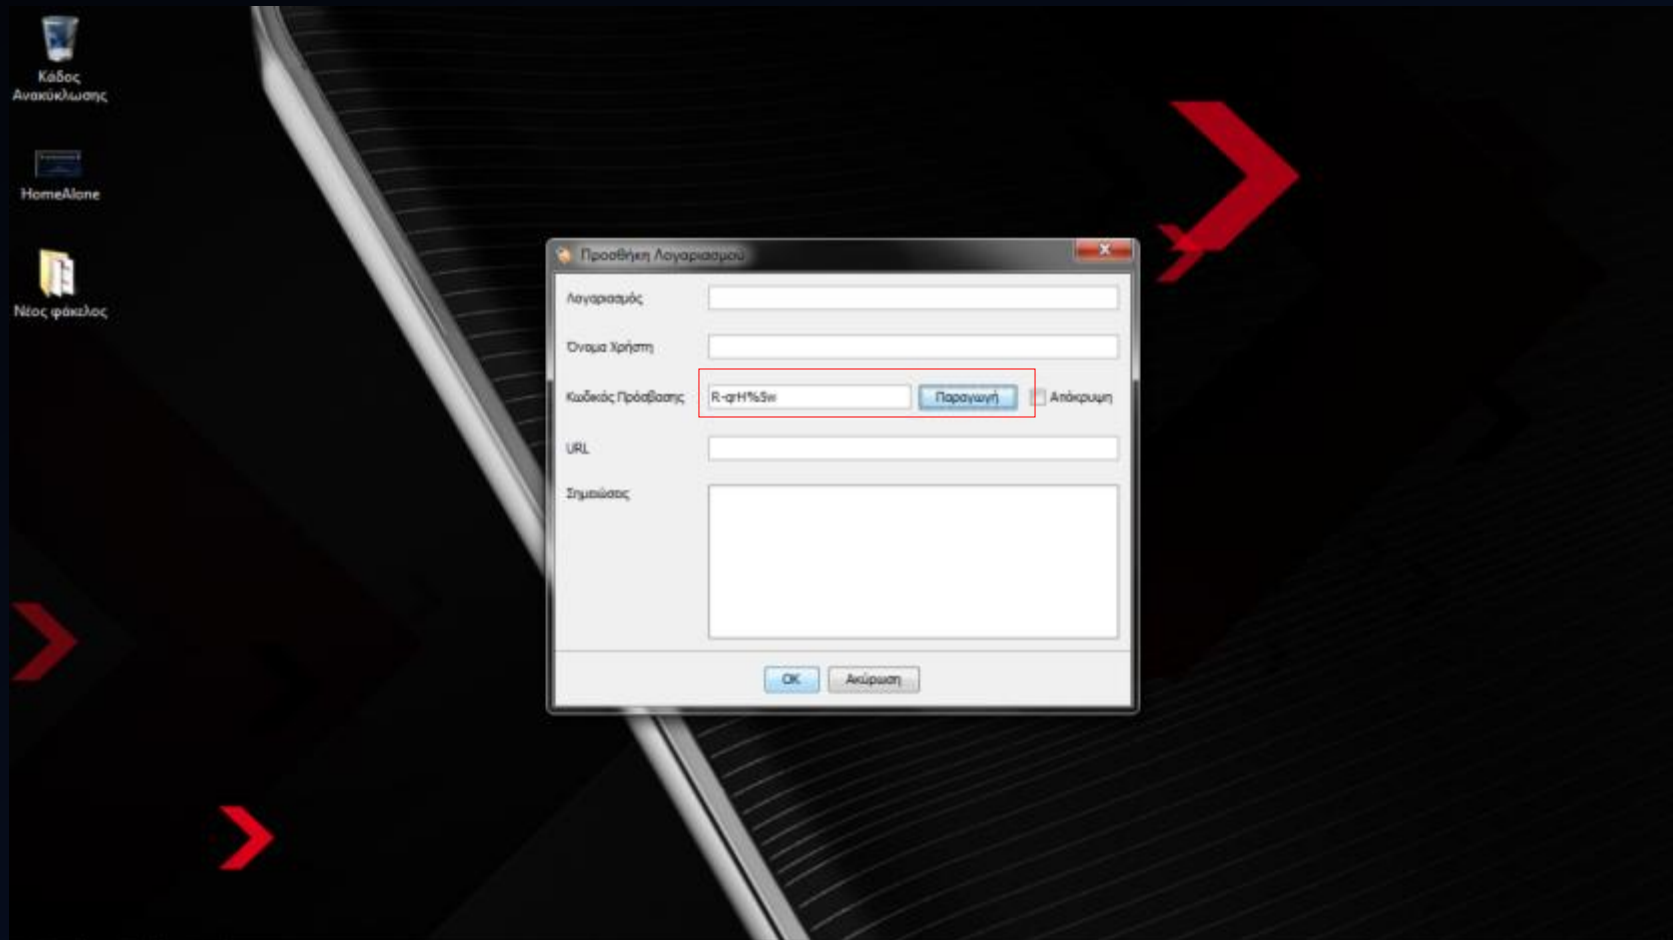 Κάδος
Ανακύκλωσης
HomeAlone
Νέος φάκελος
Προσθήκη Λογαριασμού
Λογαριασμός
Όνομα Χρήστη
Κωδικός Πρόσβασης
R-qrH%5w
Παραγωγή
Απόκρυψη
URL
Σημειώσεις
OK
Ακύρωση